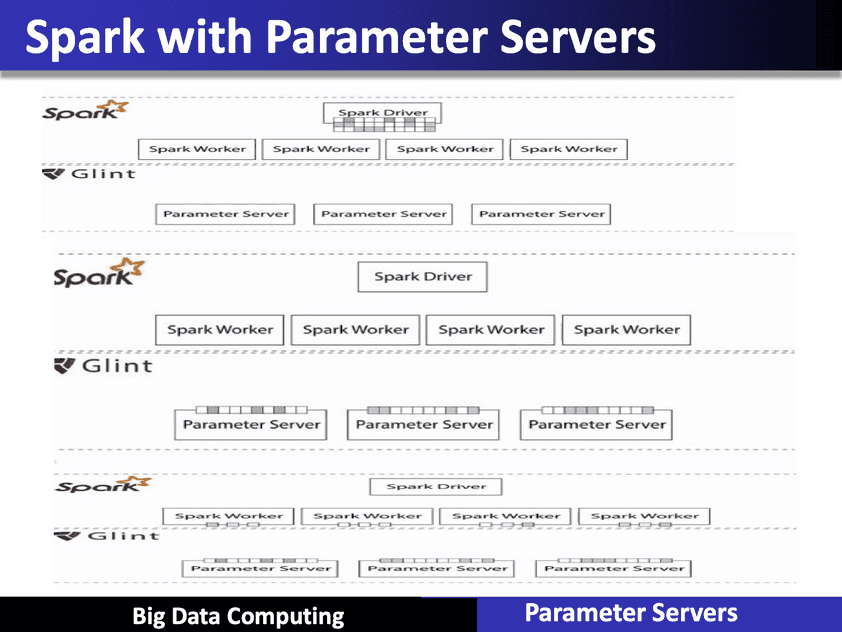 Spark with Parameter Servers
Spark
Spark Driver
Spark Worker Spark Worker Spark Worker Spark Worker
Glint
Parameter Server Parameter Server Parameter Server
Spark
Spark Driver
Spark Worker Spark Worker Spark Worker Spark Worker
Glint
Parameter Server Parameter Server Parameter Server
Spark
Spark Driver
Spark Worker Spark Worker Spark Worker Spark Worker
Glint
Parameter Server Parameter Server Parameter Server
Big Data Computing Parameter Servers